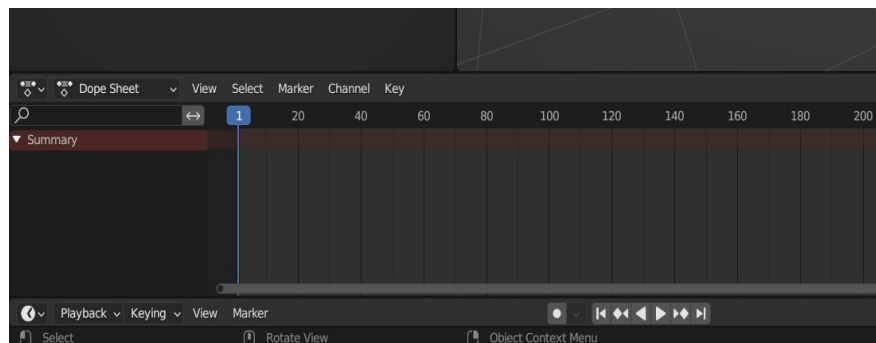 Dope Sheet View Select Marker Channel Key
1 20 40 60 80 100 120 140 160 180 200
Summary
Playback Keying View Marker
Select Rotate View Object Context Menu